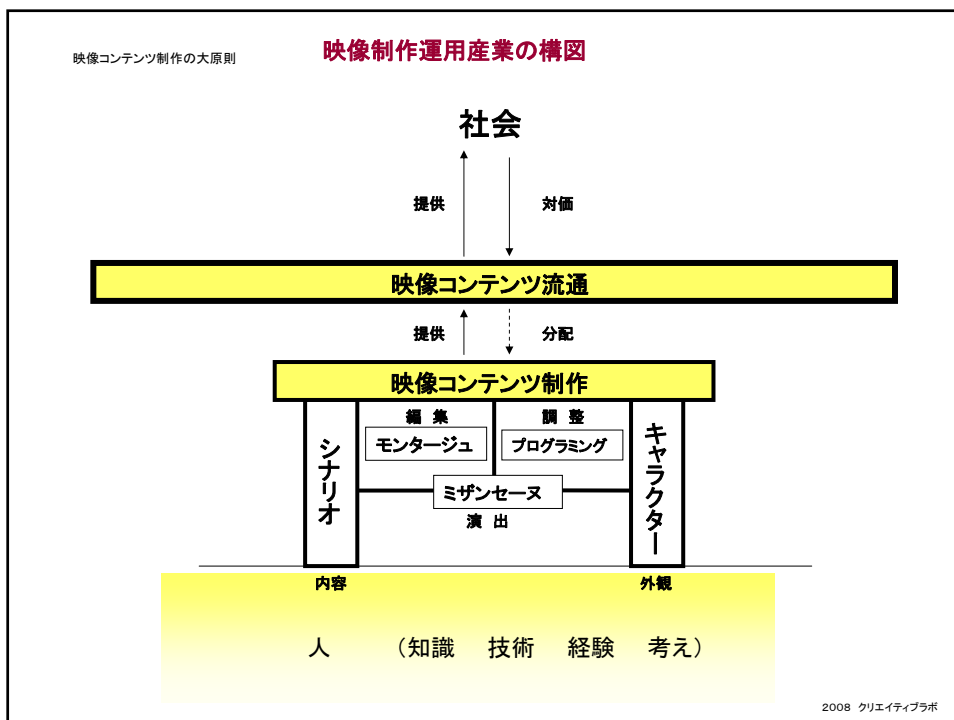 映像コンテンツ制作の大原則
映像制作運用産業の構図
社会
提供
対価
映像コンテンツ流通
提供
分配
映像コンテンツ制作
シナリオ
編 集
モンタージュ
調 整
プログラミング
キャラクター
ミザンセーヌ
演 出
内容
外観
人 （知識 技術 経験 考え）
2008 クリエイティブラボ